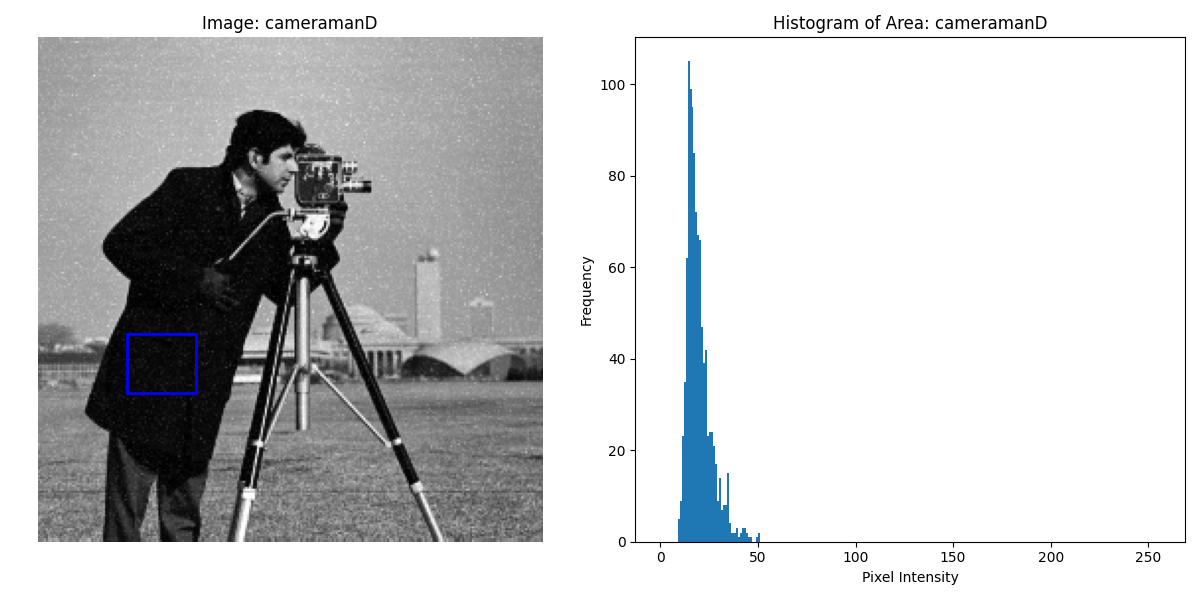 Image: cameramanD
Histogram of Area: cameramanD
Frequency
100
80
60
40
20
0
0 50 100 150 200 250
Pixel Intensity